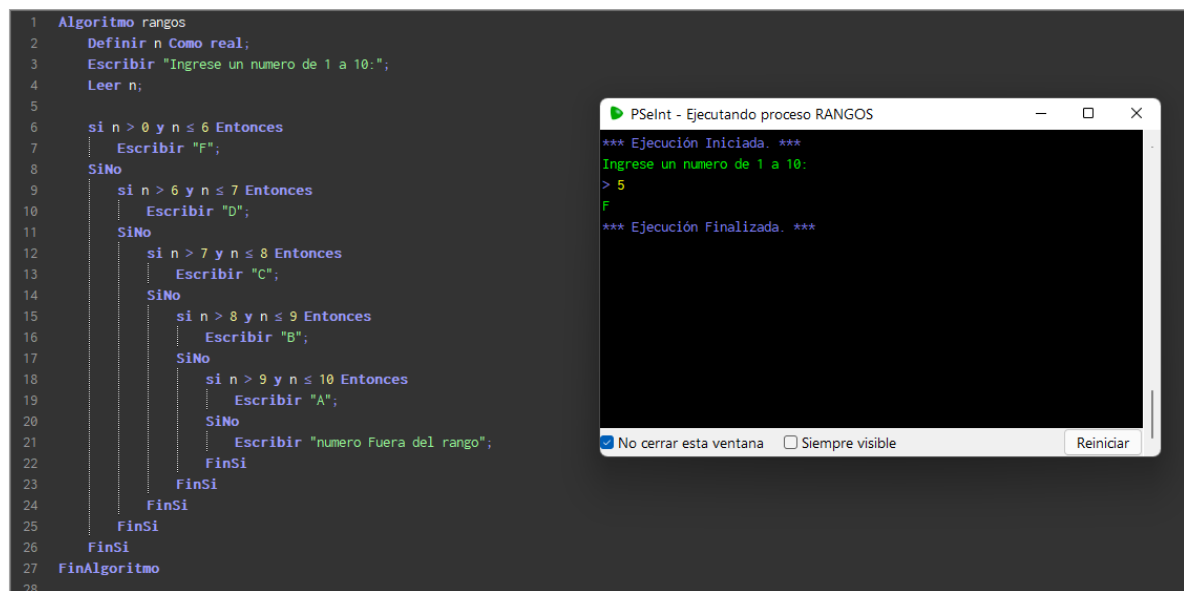 1 Algoritmo rangos
2 Definir n Como real;
3 Escribir "Ingrese un numero de 1 a 10:";
4 Leer n;
5
6 si n > 0 y n ≤ 6 Entonces
7 Escribir "F";
8 SiNo
9 si n > 6 y n ≤ 7 Entonces
10 Escribir "D";
11 SiNo
12 si n > 7 y n ≤ 8 Entonces
13 Escribir "C";
14 SiNo
15 si n > 8 y n ≤ 9 Entonces
16 Escribir "B";
17 SiNo
18 si n > 9 y n ≤ 10 Entonces
19 Escribir "A";
20 SiNo
21 Escribir "numero Fuera del rango";
22 FinSi
23 FinSi
24 FinSi
25 FinSi
26 FinSi
27 FinAlgoritmo
28
PSeInt - Ejecutando proceso RANGOS
*** Ejecución Iniciada. ***
Ingrese un numero de 1 a 10:
> 5
F
*** Ejecución Finalizada. ***
No cerrar esta ventana Siempre visible Reiniciar